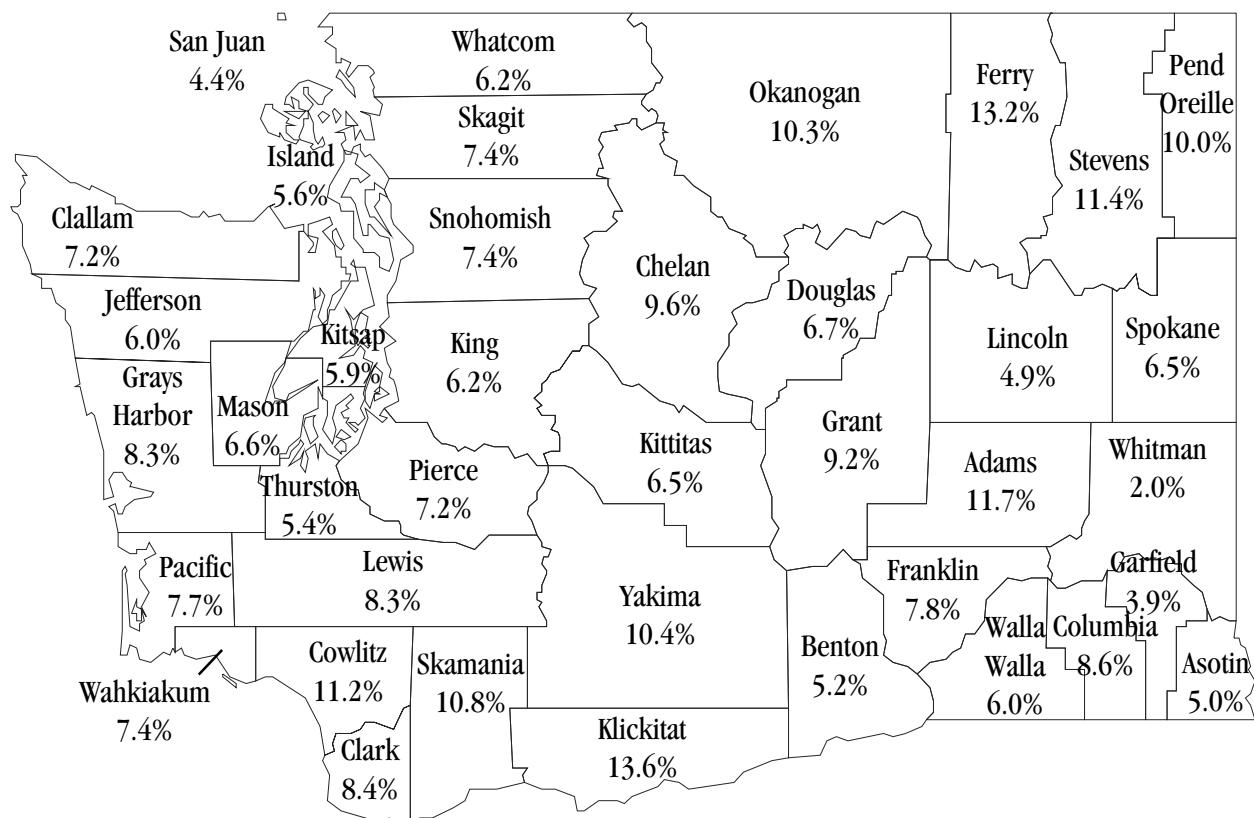 San Juan
4.4%
Whatcom
6.2%
Skagit
7.4%
Island
5.6%
Snohomish
7.4%
Okanogan
10.3%
Ferry
13.2%
Stevens
11.4%
Pend
Oreille
10.0%
Clallam
7.2%
Jefferson
6.0%
Kitsap
5.9%
King
6.2%
Chelan
9.6%
Douglas
6.7%
Lincoln
4.9%
Spokane
6.5%
Grays
Harbor
8.3%
Mason
6.6%
Thurston
5.4%
Pierce
7.2%
Kittitas
6.5%
Grant
9.2%
Adams
11.7%
Whitman
2.0%
Pacific
7.7%
Lewis
8.3%
Yakima
10.4%
Benton
5.2%
Franklin
7.8%
Walla
Walla
6.0%
Columbia
8.6%
Garfield
3.9%
Asotin
5.0%
Wahkiakum
7.4%
Cowlitz
11.2%
Skamania
10.8%
Clark
8.4%
Klickitat
13.6%